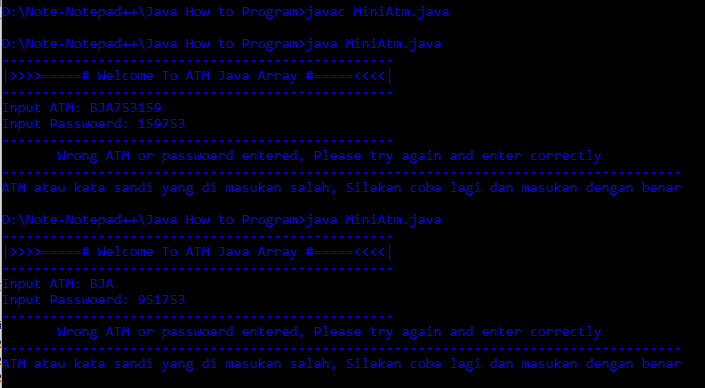 D:\Note-Notepad++\Java How to Program>javac MiniAtm.java
D:\Note-Notepad++\Java How to Program>java MiniAtm.java
-------------------------------------------------
|>>>>=====# Welcome To ATM Java Array #=====<<<<|
-------------------------------------------------
Input ATM: BJA753159
Input Passwoard: 159753
-------------------------------------------------
Wrong ATM or passwoard entered, Please try again and enter correctly
-------------------------------------------------------------------------------------
ATM atau kata sandi yang di masukan salah, Silakan coba lagi dan masukan dengan benar
D:\Note-Notepad++\Java How to Program>java MiniAtm.java
-------------------------------------------------
|>>>>=====# Welcome To ATM Java Array #=====<<<<|
-------------------------------------------------
Input ATM: BJA
Input Passwoard: 951753
-------------------------------------------------
Wrong ATM or passwoard entered, Please try again and enter correctly
-------------------------------------------------------------------------------------
ATM atau kata sandi yang di masukan salah, Silakan coba lagi dan masukan dengan benar